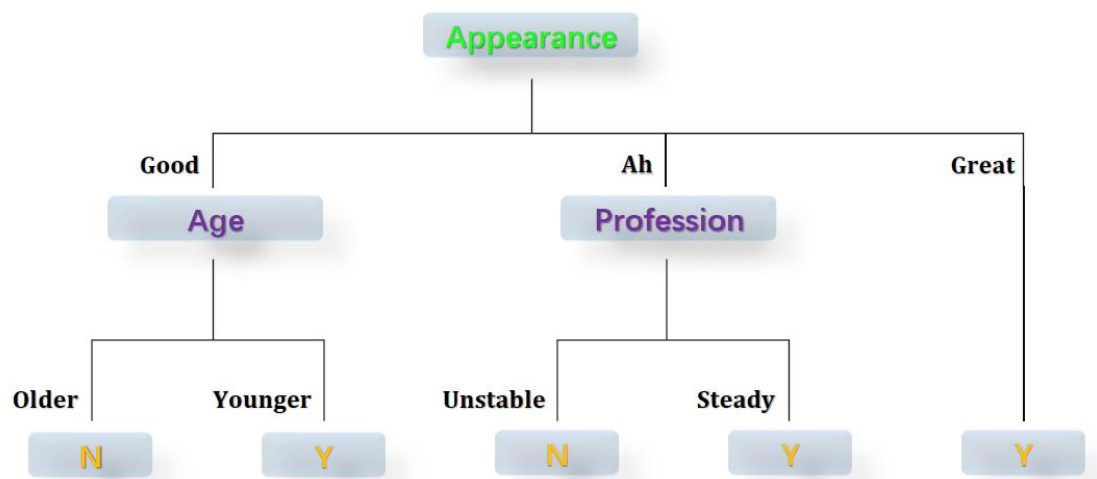 Appearance
Good
Ah
Great
Age
Profession
Older
Younger
Unstable
Steady
N
Y
N
Y
Y